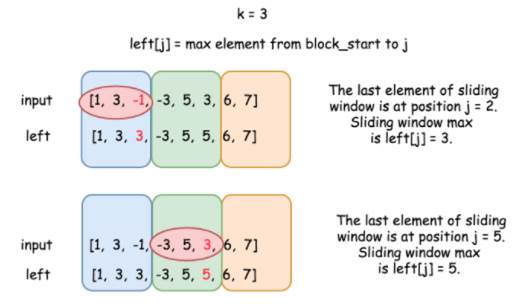 k = 3
left[j] = max element from block_start to j
input [1, 3, -1, -3, 5, 3, 6, 7]
left [1, 3, 3, -3, 5, 5, 6, 7]
The last element of sliding
window is at position j = 2.
Sliding window max
is left[j] = 3.
input [1, 3, -1, -3, 5, 3, 6, 7]
left [1, 3, 3, -3, 5, 5, 6, 7]
The last element of sliding
window is at position j = 5.
Sliding window max
is left[j] = 5.